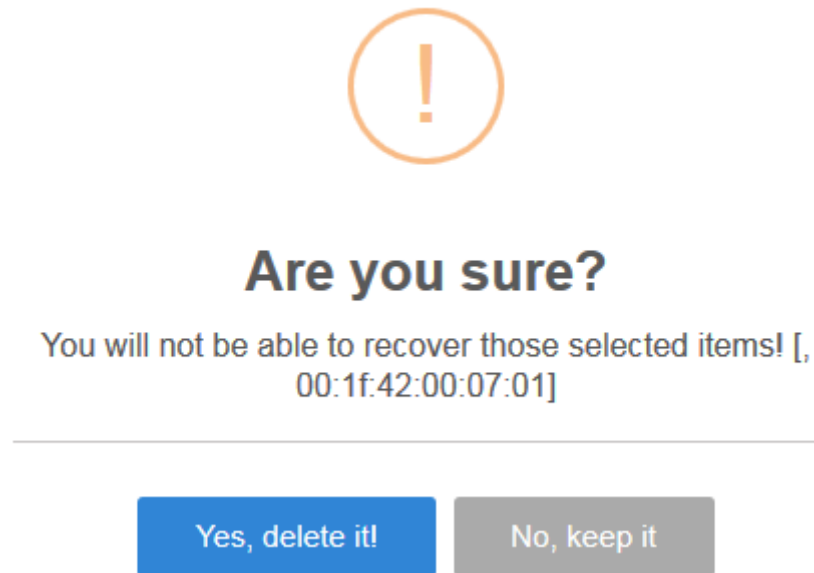 !
Are you sure?
You will not be able to recover those selected items! [,
00:1f:42:00:07:01]
Yes, delete it!
No, keep it